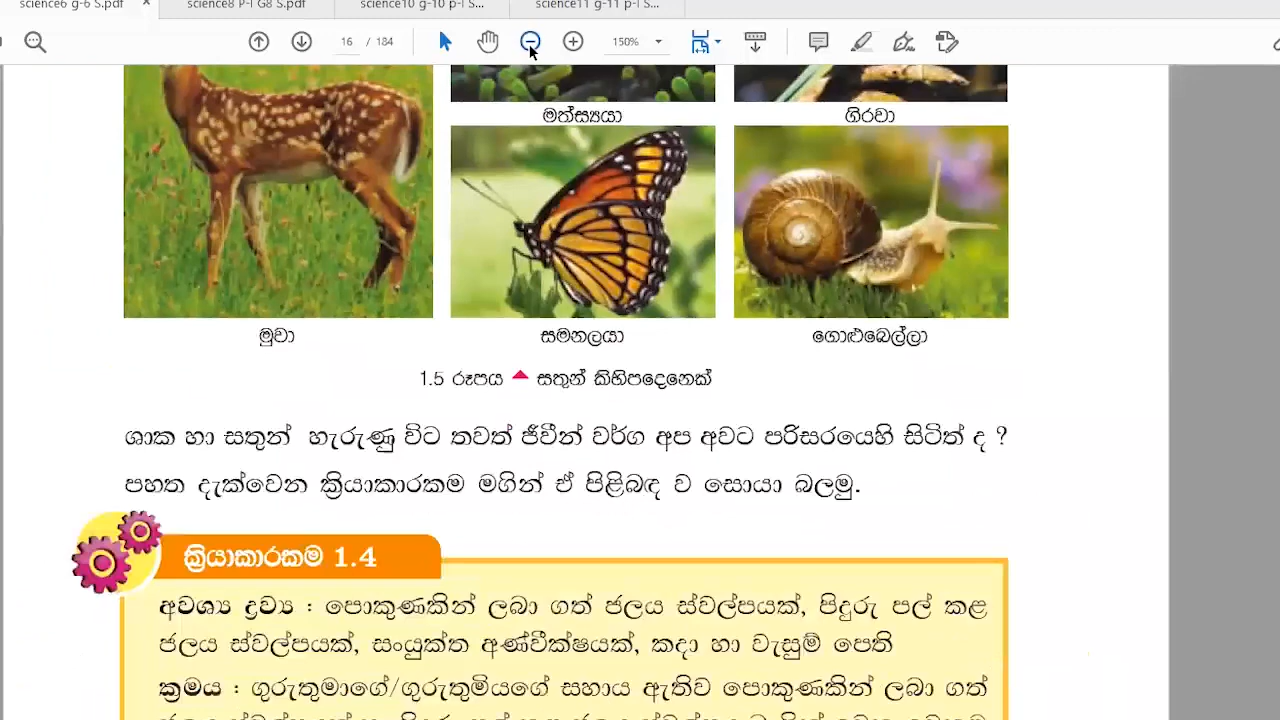 science6 g-6 S.pdf
science8 P-I G8 S.pdf
science10 g-10 p-I S...
science11 g-11 p-I S...
16 / 184
150%
මත්ස්‍යයා
ගිරවා
මුවා
සමනලයා
ගොළුබෙල්ලා
1.5 රූපය ▲ සතුන් කිහිපදෙනෙක්
ශාක හා සතුන් හැරුණු විට තවත් ජීවීන් වර්ග අප අවට පරිසරයෙහි සිටිත් ද ?
පහත දැක්වෙන ක්‍රියාකාරකම මගින් ඒ පිළිබඳ ව සොයා බලමු.
ක්‍රියාකාරකම 1.4
අවශ්‍ය ද්‍රව්‍ය : පොකුණකින් ලබා ගත් ජලය ස්වල්පයක්, පිදුරු පල් කළ
ජලය ස්වල්පයක්, සංයුක්ත අණ්වීක්ෂයක්, කදා හා වැසුම් පෙති
ක්‍රමය : ගුරුතුමාගේ/ගුරුතුමියගේ සහාය ඇතිව පොකුණකින් ලබා ගත්